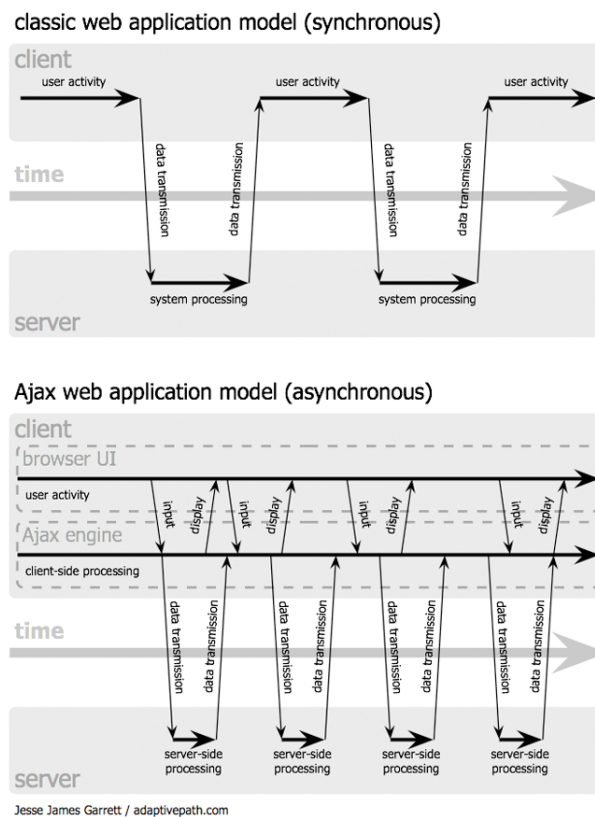 classic web application model (synchronous)
client
user activity
user activity
user activity
data transmission
data transmission
data transmission
data transmission
time
system processing
system processing
server
Ajax web application model (asynchronous)
client
browser UI
user activity
input
display
input
display
input
display
input
display
Ajax engine
client-side processing
data transmission
data transmission
data transmission
data transmission
data transmission
data transmission
data transmission
data transmission
time
server-side
processing
server-side
processing
server-side
processing
server-side
processing
server
Jesse James Garrett / adaptivepath.com